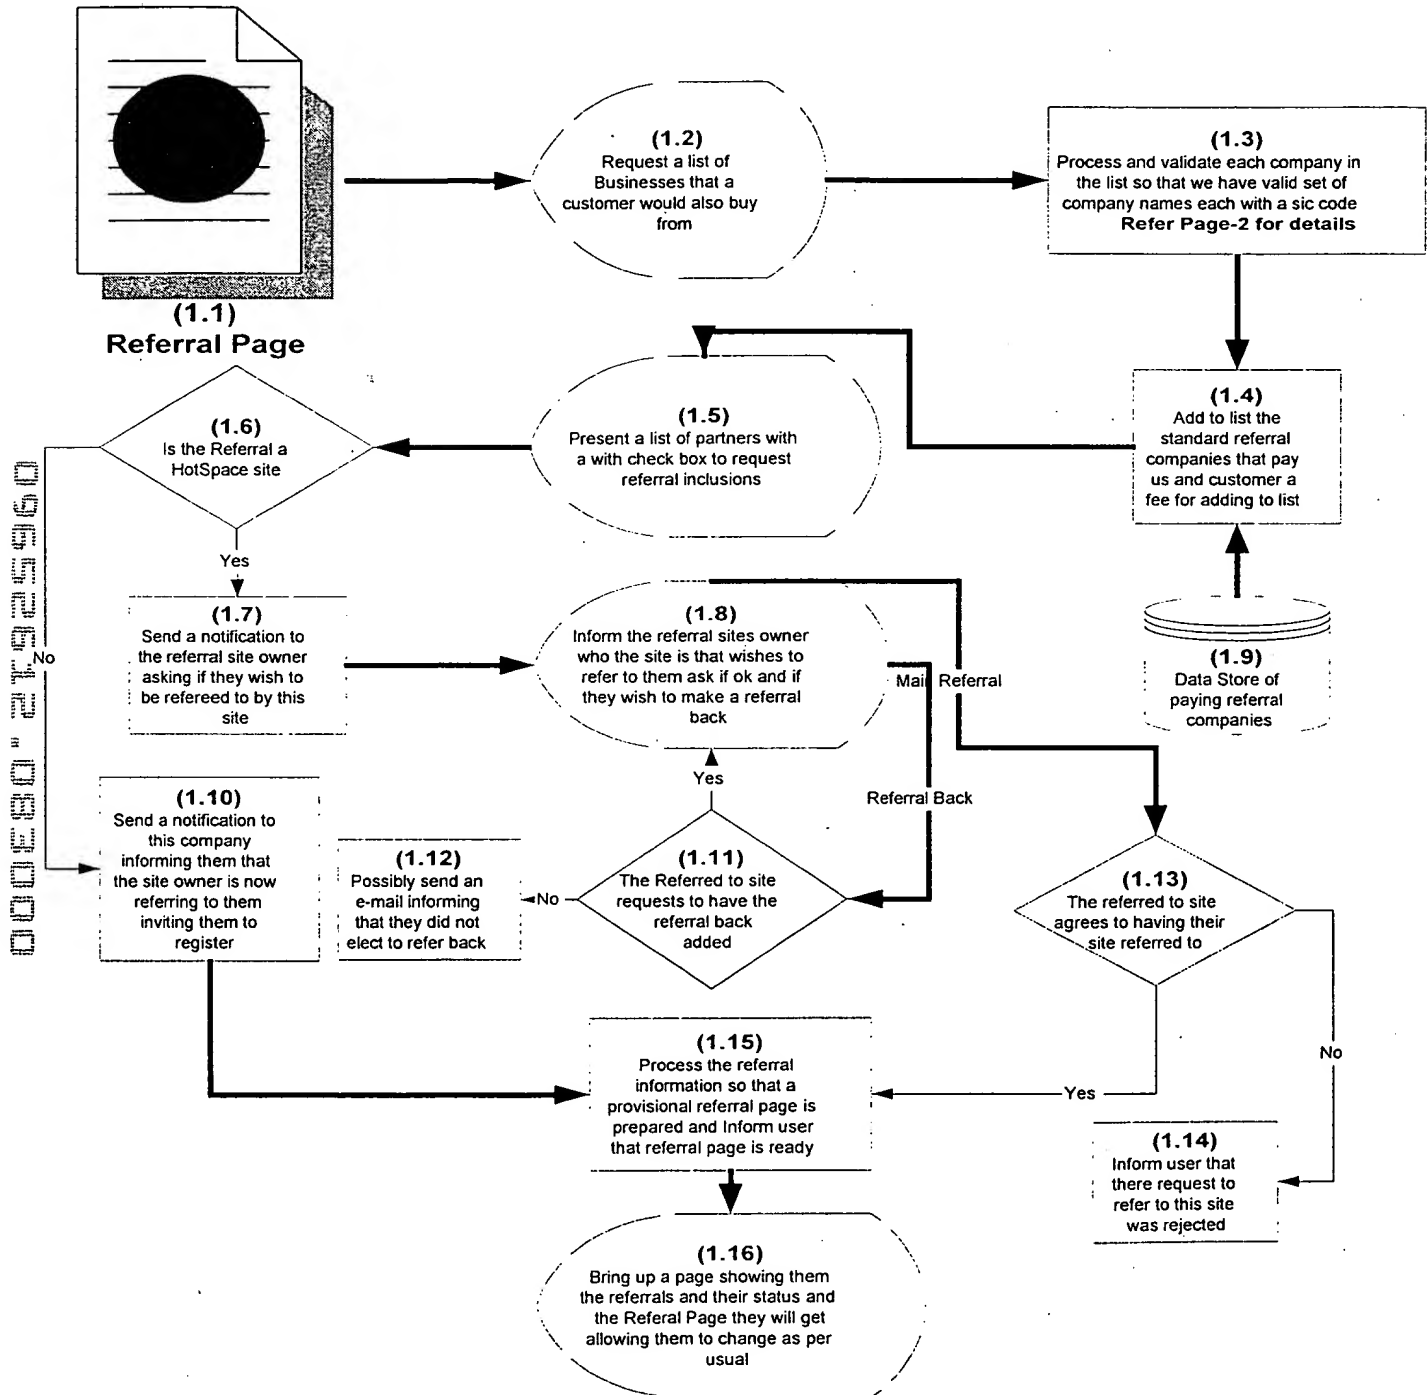 (1.1)
Referral Page
(1.2)
Request a list of
Businesses that a
customer would also buy
from
(1.3)
Process and validate each company in
the list so that we have valid set of
company names each with a sic code
Refer Page-2 for details
(1.4)
Add to list the
standard referral
companies that pay
us and customer a
fee for adding to list
(1.5)
Present a list of partners with
a with check box to request
referral inclusions
(1.6)
Is the Referral a
HotSpace site
Yes
No
(1.7)
Send a notification to
the referral site owner
asking if they wish to
be refereed to by this
site
(1.8)
Inform the referral sites owner
who the site is that wishes to
refer to them ask if ok and if
they wish to make a referral
back
Main Referral
Referral Back
(1.9)
Data Store of
paying referral
companies
(1.10)
Send a notification to
this company
informing them that
the site owner is now
referring to them
inviting them to
register
Yes
(1.11)
The Referred to site
requests to have the
referral back
added
No
(1.12)
Possibly send an
e-mail informing
that they did not
elect to refer back
(1.13)
The referred to site
agrees to having their
site referred to
Yes
No
(1.14)
Inform user that
there request to
refer to this site
was rejected
(1.15)
Process the referral
information so that a
provisional referral page is
prepared and Inform user
that referral page is ready
(1.16)
Bring up a page showing them
the referrals and their status and
the Referal Page they will get
allowing them to change as per
usual